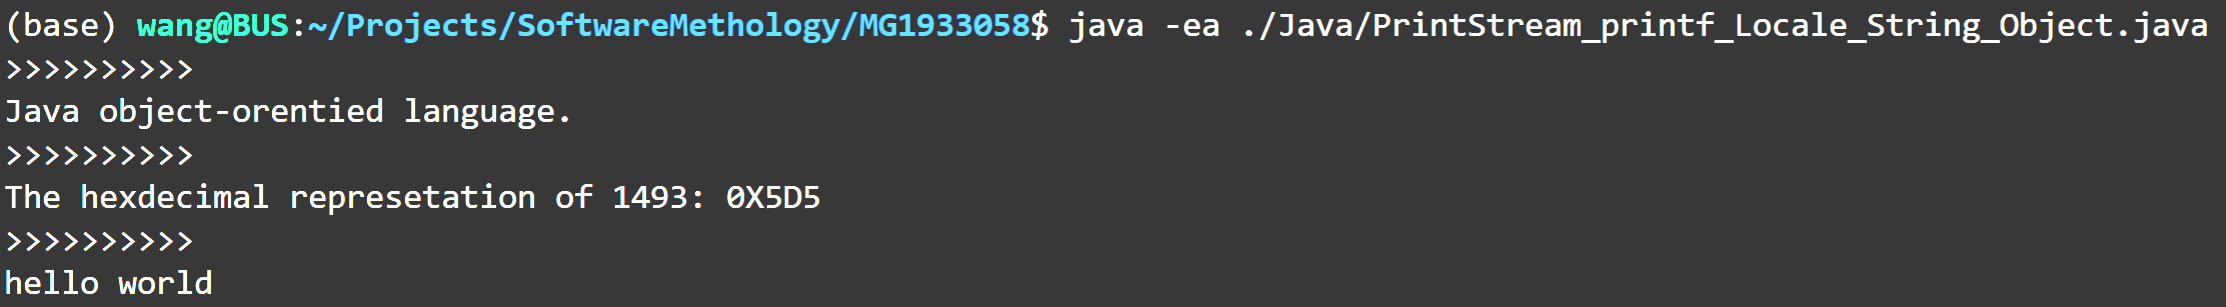 (base) wang@BUS:~/Projects/SoftwareMethology/MG1933058$ java -ea ./Java/PrintStream_printf_Locale_String_Object.java
>>>>>>>>>>
Java object-orentied language.
>>>>>>>>>>
The hexdecimal represetation of 1493: 0X5D5
>>>>>>>>>>
hello world